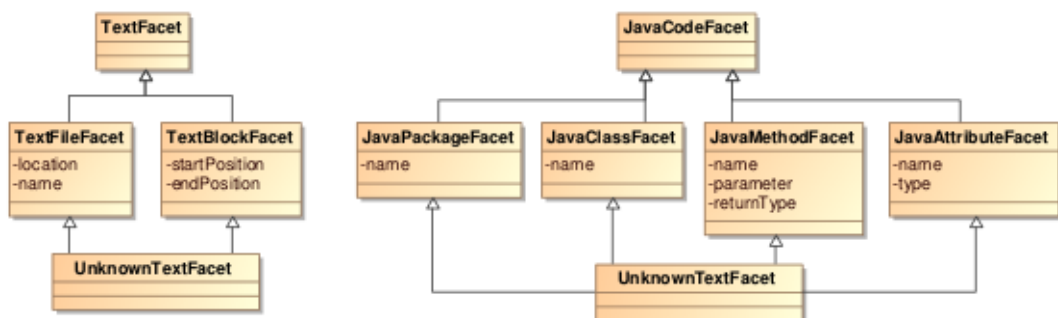 TextFacet
TextFileFacet
-location
-name
TextBlockFacet
-startPosition
-endPosition
UnknownTextFacet
JavaCodeFacet
JavaPackageFacet
-name
JavaClassFacet
-name
JavaMethodFacet
-name
-parameter
-returnType
JavaAttributeFacet
-name
-type
UnknownTextFacet